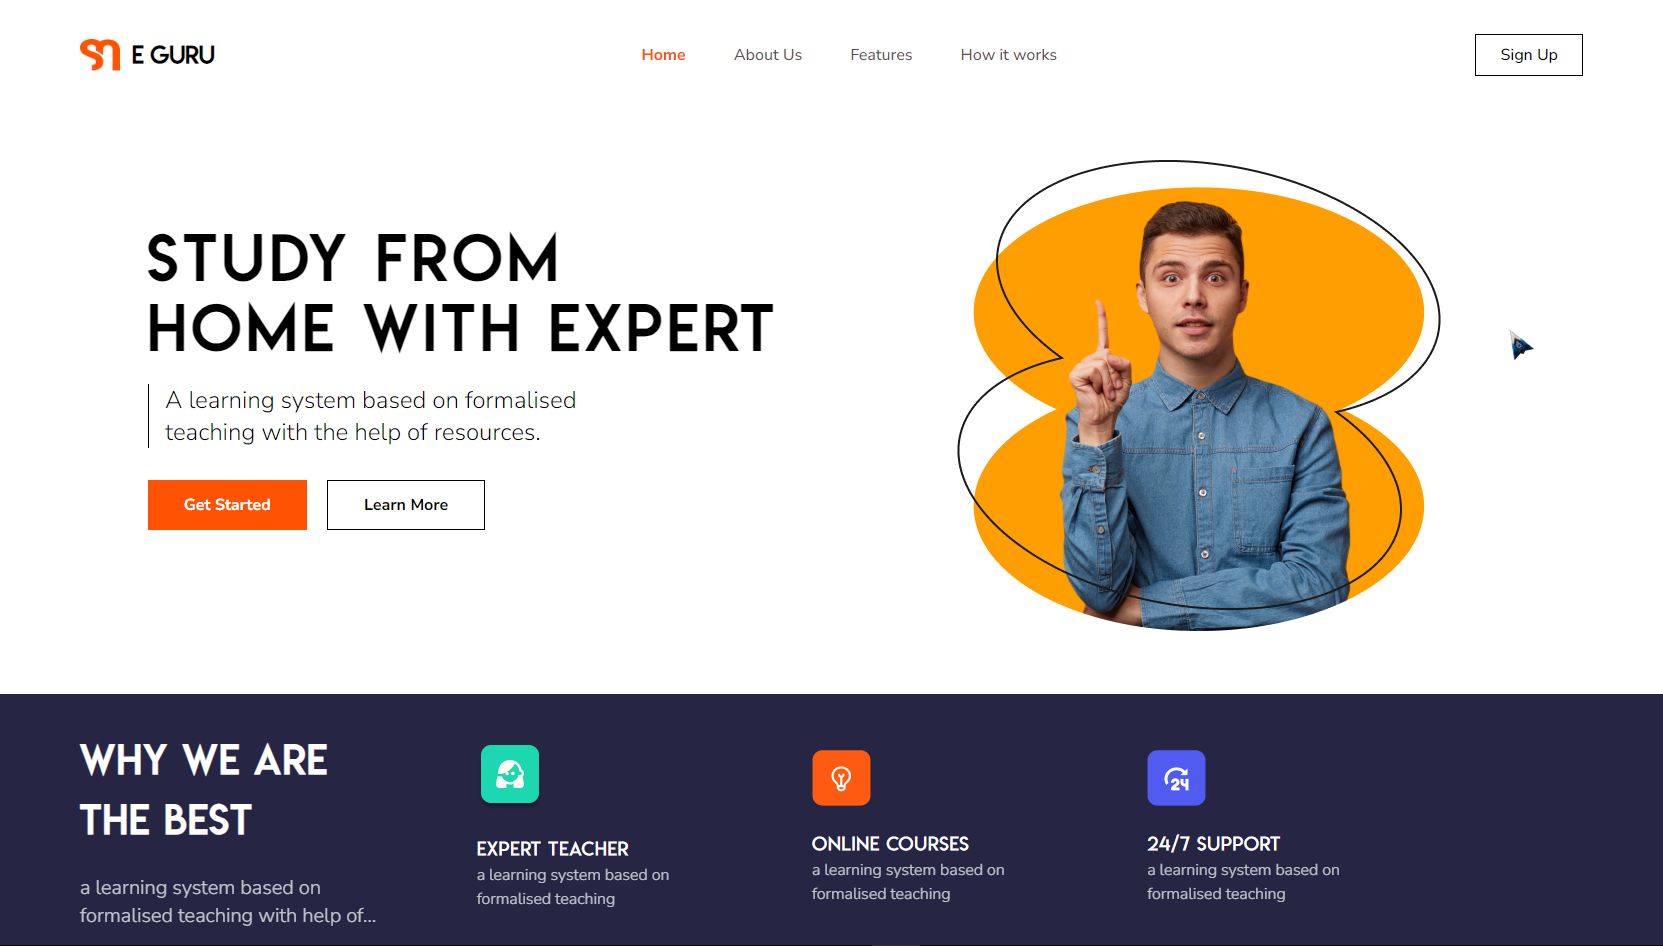 E GURU
Home
About Us
Features
How it works
Sign Up
STUDY FROM
HOME WITH EXPERT
A learning system based on formalised
teaching with the help of resources.
Get Started
Learn More
WHY WE ARE
THE BEST
a learning system based on
formalised teaching with help of...
EXPERT TEACHER
a learning system based on
formalised teaching
ONLINE COURSES
a learning system based on
formalised teaching
24
24/7 SUPPORT
a learning system based on
formalised teaching